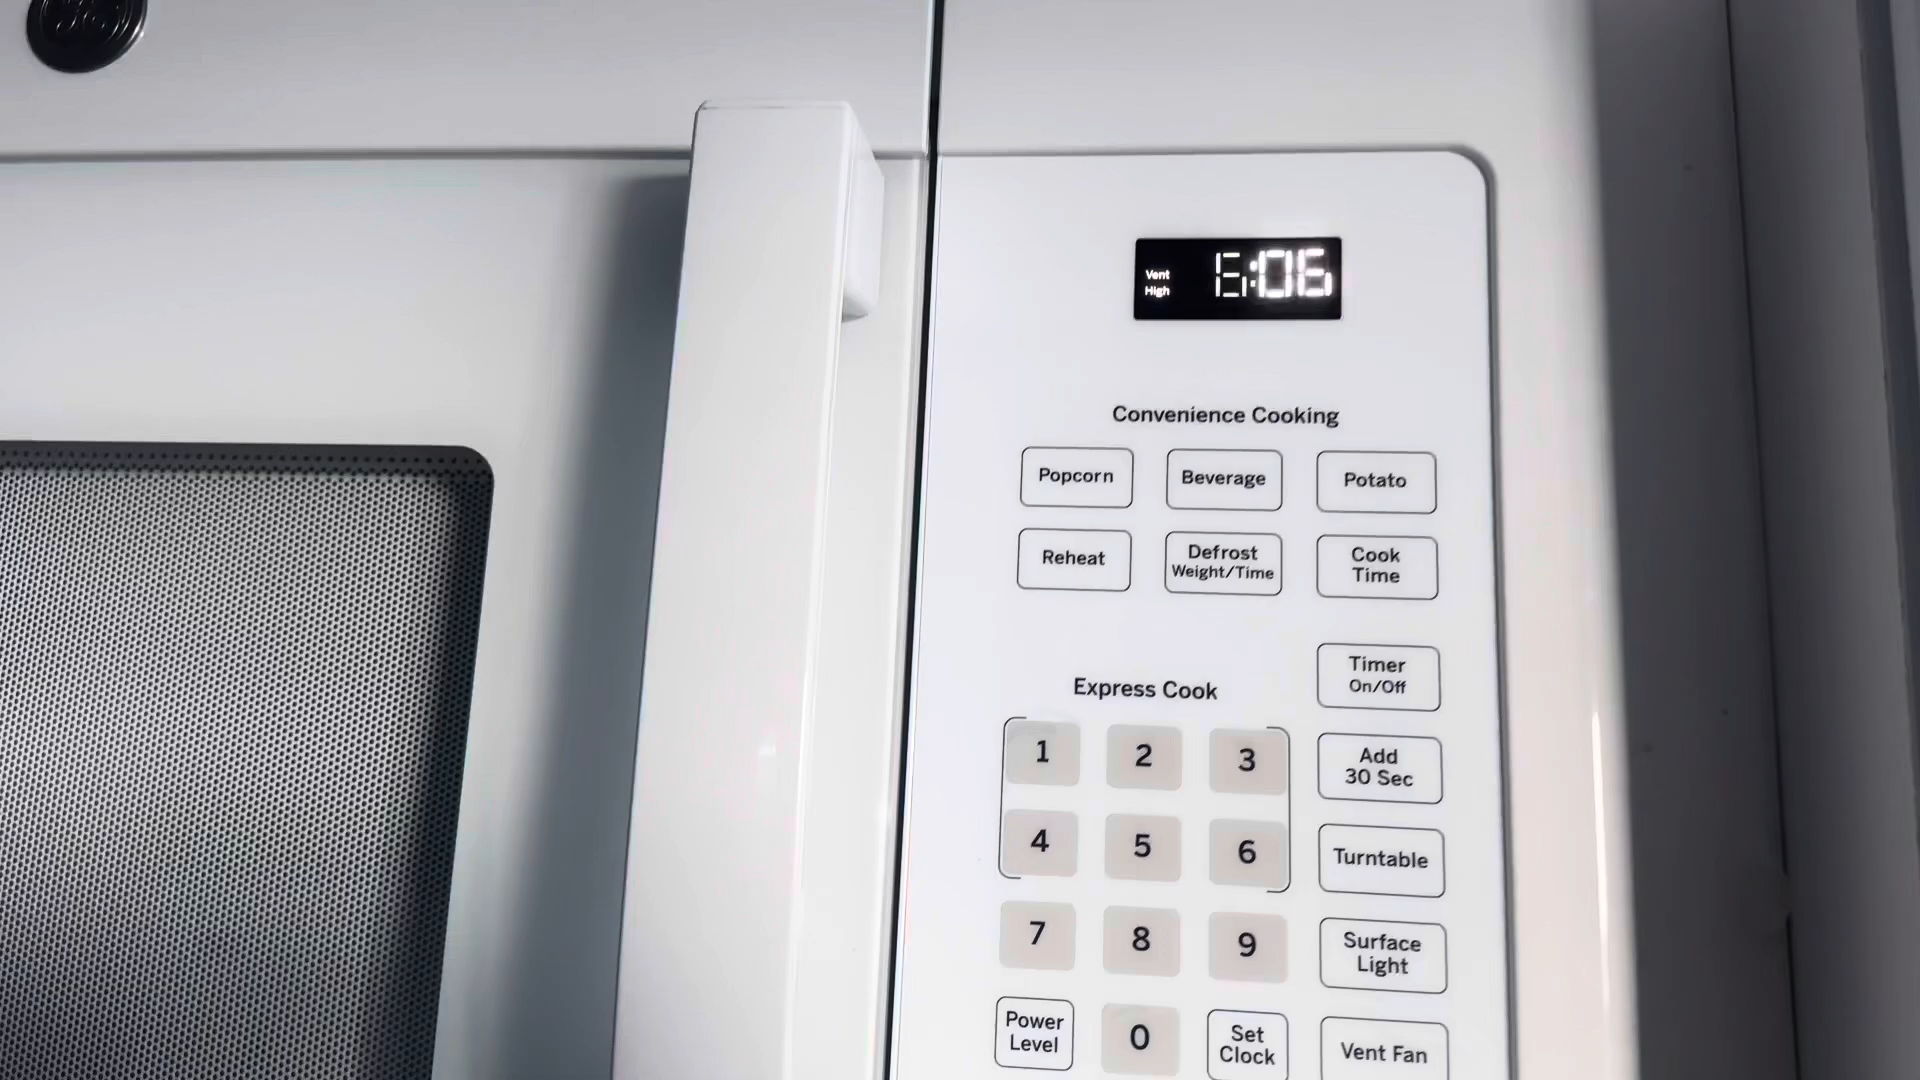 Vent
High
6:06
Convenience Cooking
Popcorn
Beverage
Potato
Reheat
Defrost
Weight/Time
Cook
Time
Timer
On/Off
Express Cook
1
2
3
Add
30 Sec
4
5
6
Turntable
7
8
9
Surface
Light
Power
Level
0
Set
Clock
Vent Fan